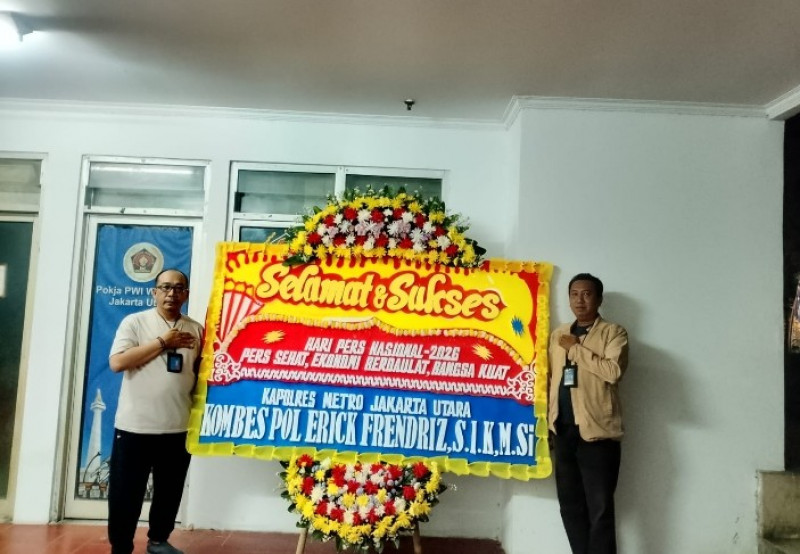 Pokja PWI W
Jakarta U
Selamat & Sukses
HARI PERS NASIONAL-2026
PERS SEHAT, EKONOMI BERDAULAT, BANGSA KUAT
KAPOLRES METRO JAKARTA UTARA
KOMBES POL ERICK FRENDRIZ,S.I.K,M.Si